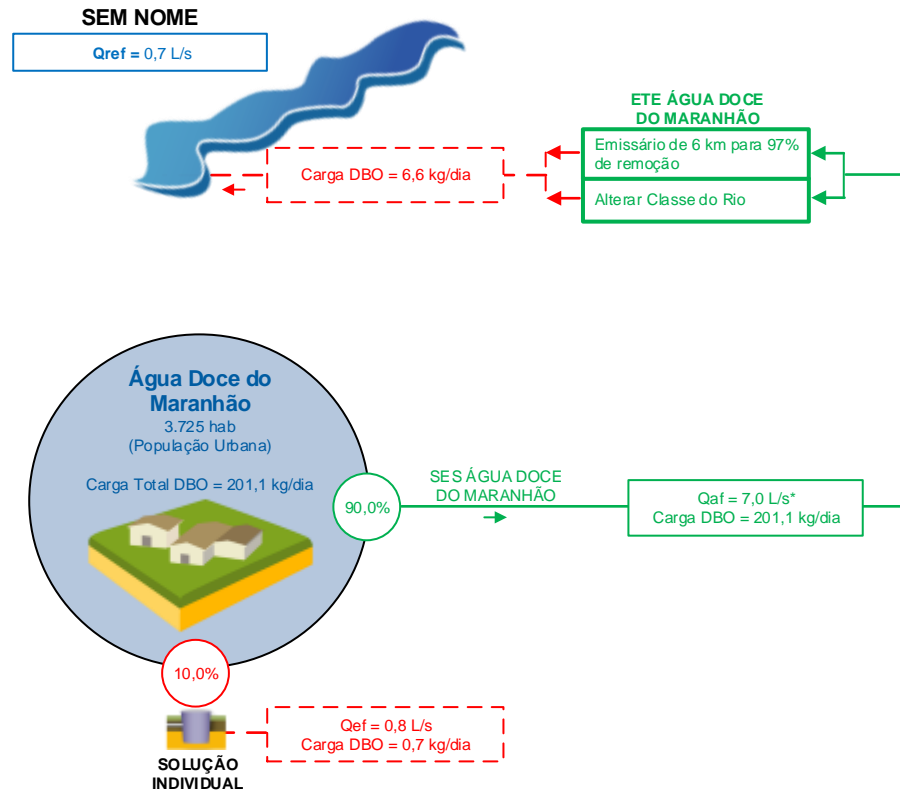 SEM NOME
Qref = 0,7 L/s
ETE ÁGUA DOCE
DO MARANHÃO
Emissário de 6 km para 97%
de remoção
Alterar Classe do Rio
Carga DBO = 6,6 kg/dia
Água Doce do
Maranhão
3.725 hab
(População Urbana)
Carga Total DBO = 201,1 kg/dia
90,0%
SES ÁGUA DOCE
DO MARANHÃO
Qaf = 7,0 L/s*
Carga DBO = 201,1 kg/dia
10,0%
Qef = 0,8 L/s
Carga DBO = 0,7 kg/dia
SOLUÇÃO
INDIVIDUAL